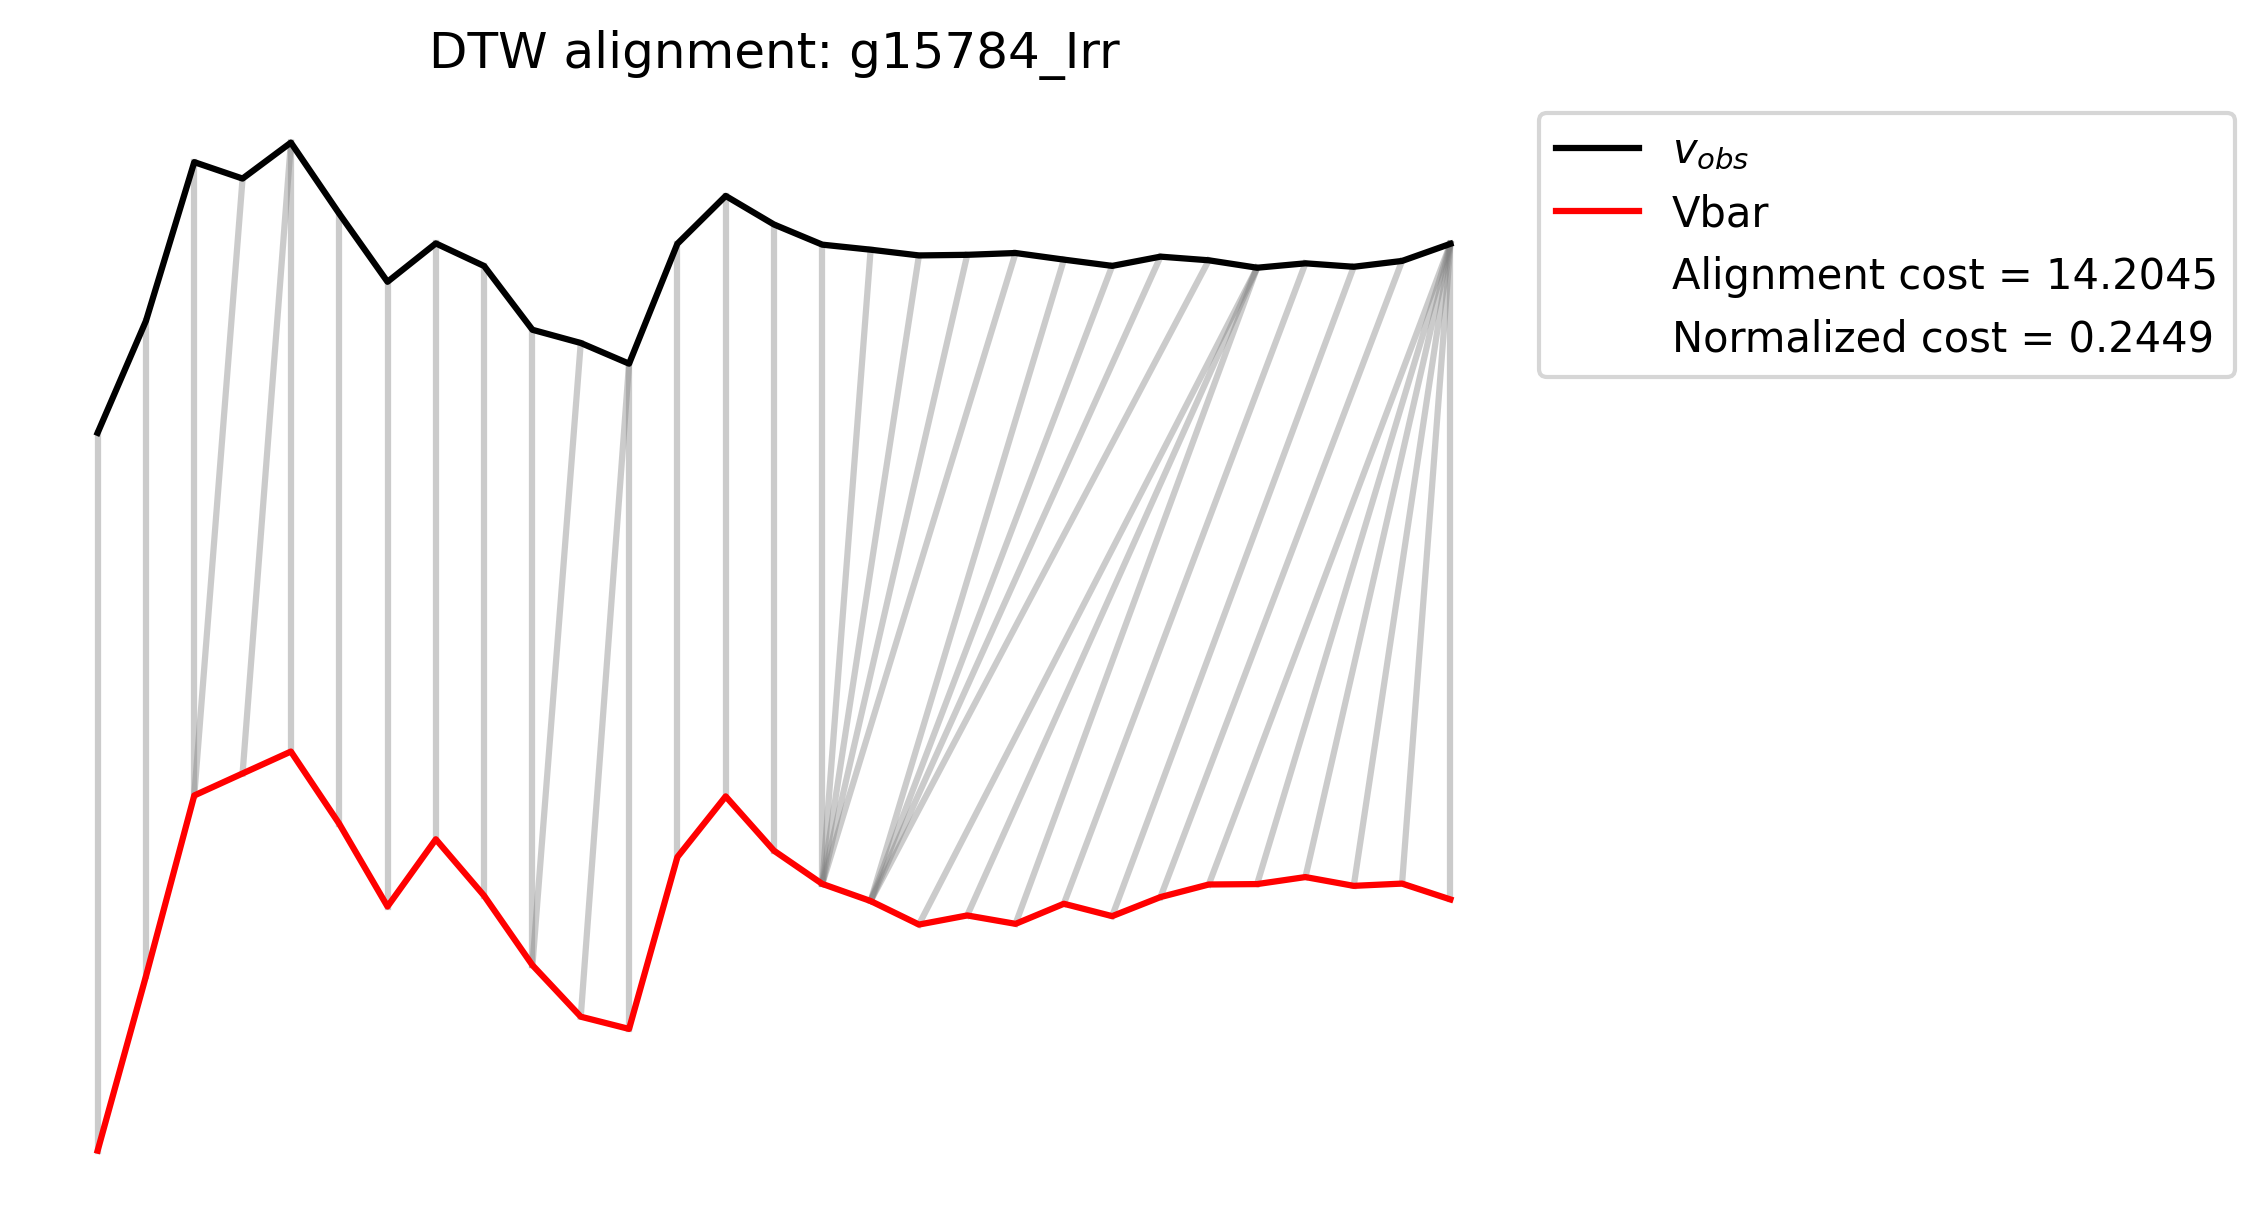 DTW alignment: g15784_Irr
v_obs
Vbar
Alignment cost = 14.2045
Normalized cost = 0.2449